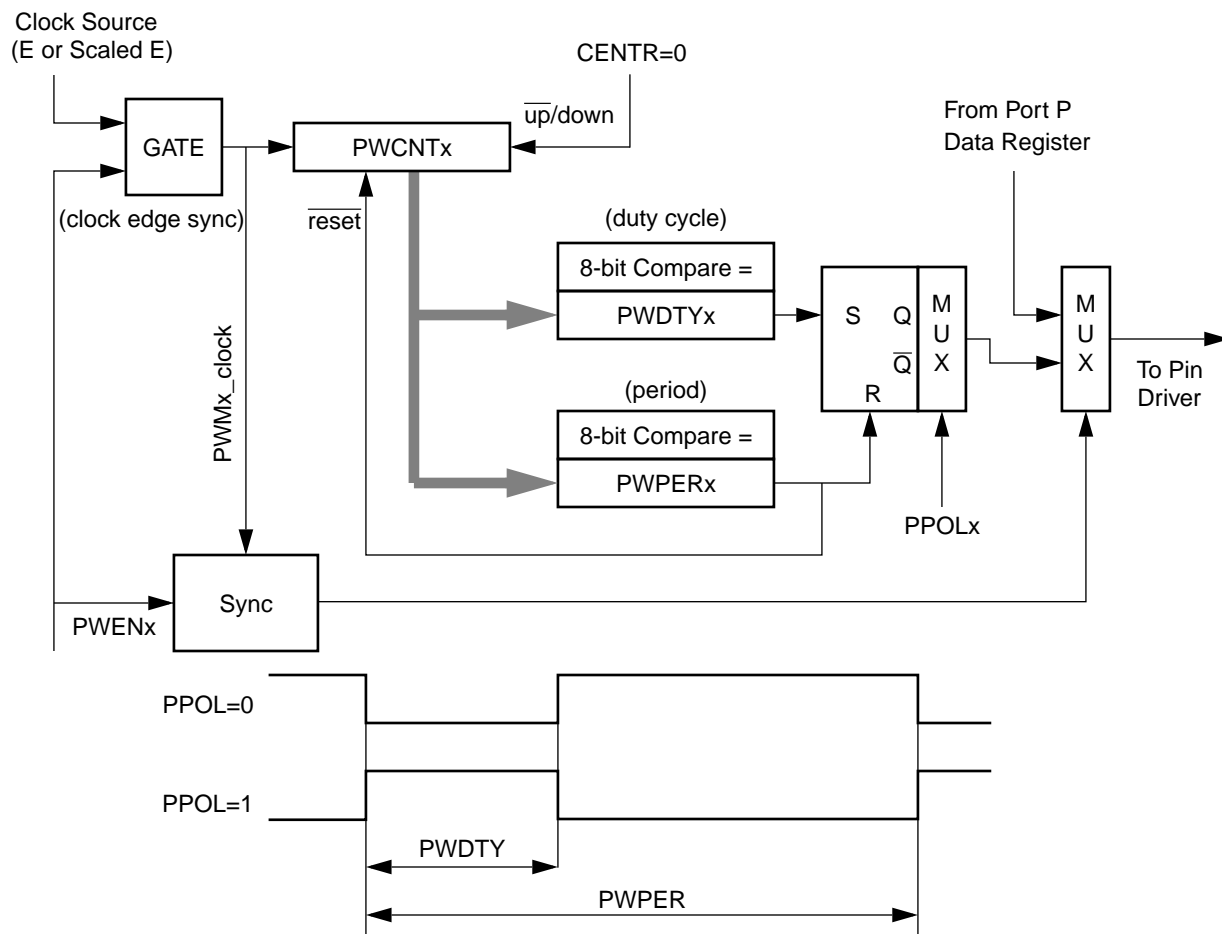 Clock Source
(E or Scaled E)
CENTR=0
up/down
From Port P
Data Register
GATE
PWCNTx
(clock edge sync)
reset
(duty cycle)
8-bit Compare =
PWDTYx
S Q
Q
R
MUX
MUX
To Pin
Driver
PWMx_clock
(period)
8-bit Compare =
PWPERx
PPOLx
Sync
PWENx
PPOL=0
PPOL=1
PWDTY
PWPER